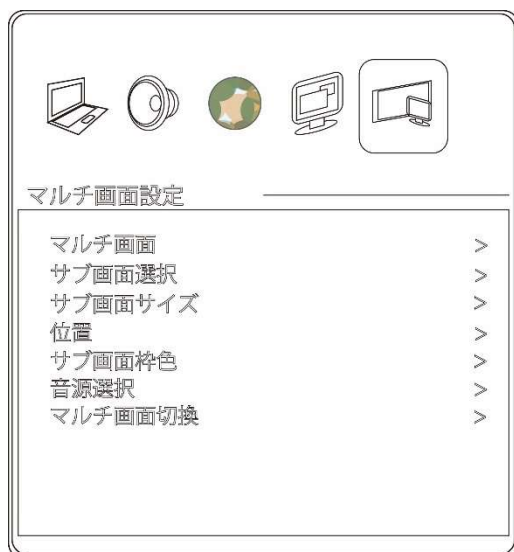 マルチ画面設定
マルチ画面 >
サブ画面選択 >
サブ画面サイズ >
位置 >
サブ画面枠色 >
音源選択 >
マルチ画面切換 >